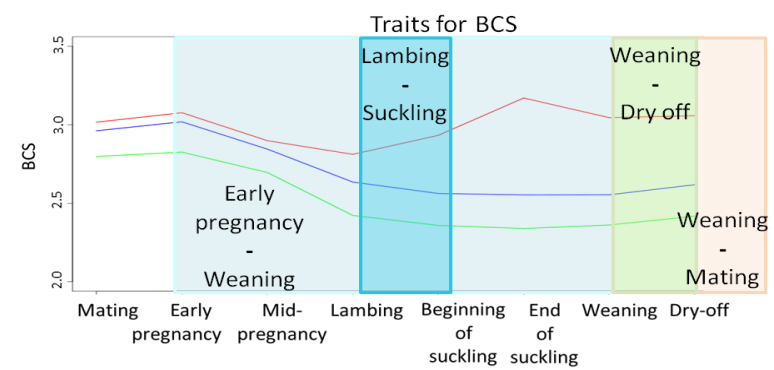 Traits for BCS
3.5
3.0
2.5
2.0
BCS
Lambing
-
Suckling
Weaning
-
Dry off
Early
pregnancy
-
Weaning
Weaning
-
Mating
Mating
Early
pregnancy
Mid-
pregnancy
Lambing
Beginning
of
suckling
End
of
suckling
Weaning
Dry-off